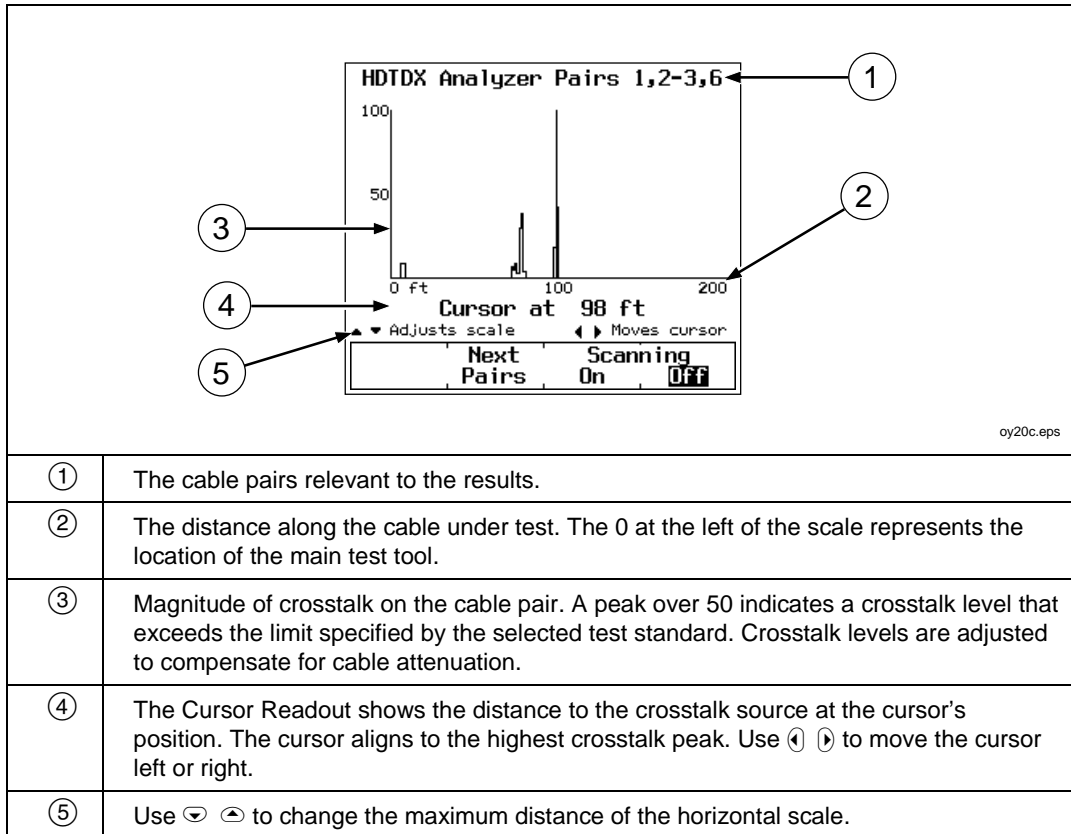 HDTDX Analyzer Pairs 1,2-3,6
1
100
50
2
3
0 ft 100 200
4
Cursor at 98 ft
▲ ▼ Adjusts scale ◀ ▶ Moves cursor
5
Next Scanning
Pairs On Off
oy20c.eps
① The cable pairs relevant to the results.
② The distance along the cable under test. The 0 at the left of the scale represents the
location of the main test tool.
③ Magnitude of crosstalk on the cable pair. A peak over 50 indicates a crosstalk level that
exceeds the limit specified by the selected test standard. Crosstalk levels are adjusted
to compensate for cable attenuation.
④ The Cursor Readout shows the distance to the crosstalk source at the cursor's
position. The cursor aligns to the highest crosstalk peak. Use ◀ ▶ to move the cursor
left or right.
⑤ Use ▼ ▲ to change the maximum distance of the horizontal scale.